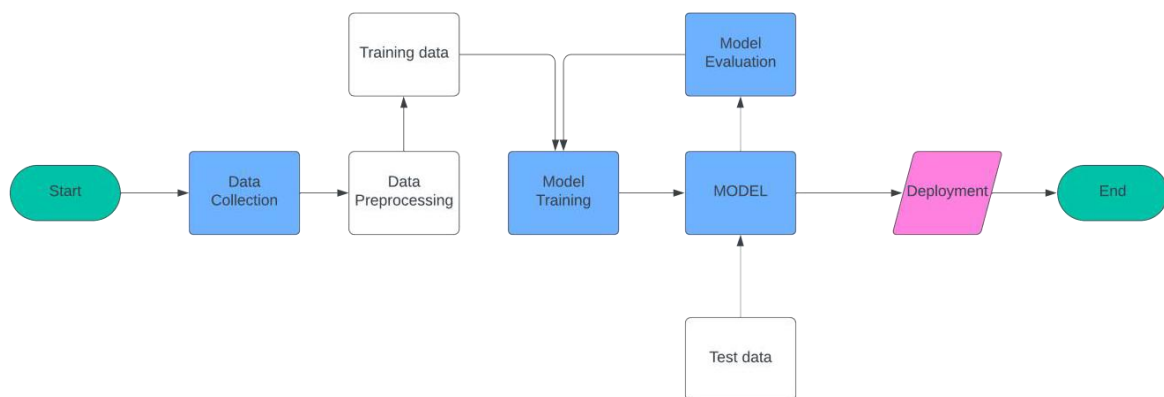 Training data
Model
Evaluation
Start
Data
Collection
Data
Preprocessing
Model
Training
MODEL
Deployment
End
Test data